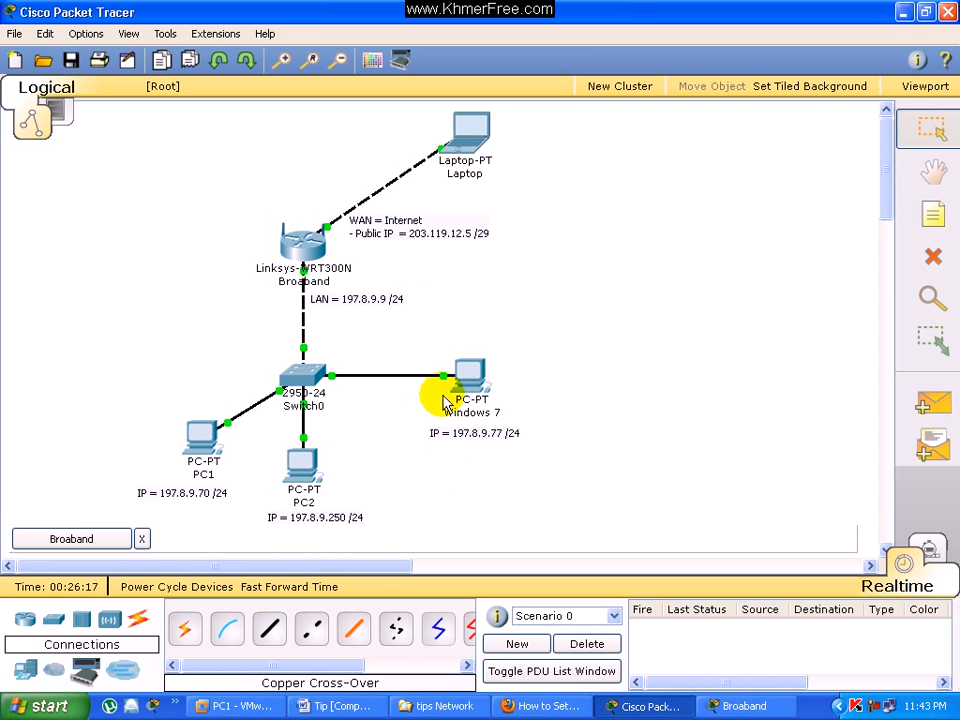 Cisco Packet Tracer
www.KhmerFree.com
File Edit Options View Tools Extensions Help
Logical
[Root]
New Cluster
Move Object
Set Tiled Background
Viewport
Laptop-PT
Laptop
WAN = Internet
- Public IP = 203.119.12.5 /29
Linksys-WRT300N
Broaband
LAN = 197.8.9.9 /24
2950-24
Switch0
PC-PT
Windows 7
IP = 197.8.9.77 /24
PC-PT
PC1
IP = 197.8.9.70 /24
PC-PT
PC2
IP = 197.8.9.250 /24
Broaband
X
Time: 00:26:17
Power Cycle Devices
Fast Forward Time
Realtime
Connections
Copper Cross-Over
Scenario 0
New
Delete
Toggle PDU List Window
Fire Last Status Source Destination Type Color
start
PC1 - VMw...
Tip [Comp...
tips Network
How to Set...
Cisco Pack...
Broaband
11:43 PM